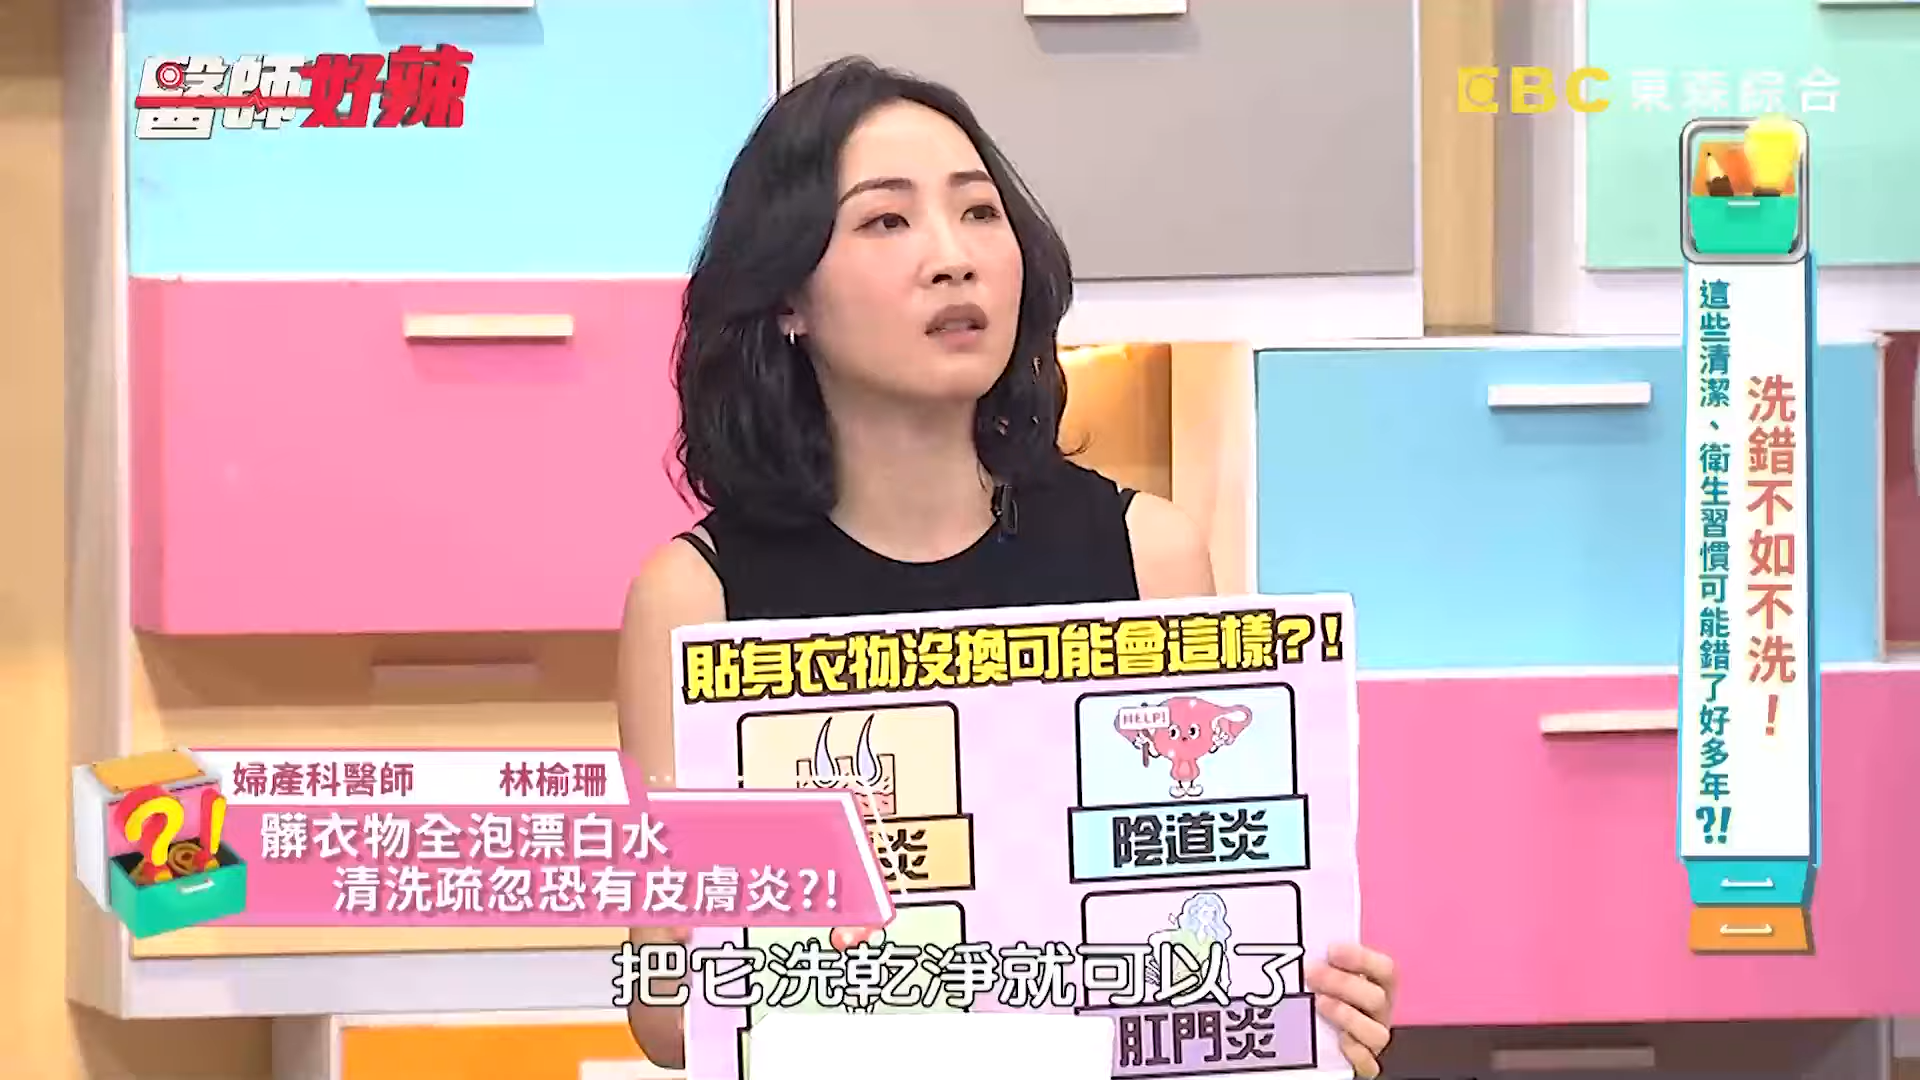 醫師好辣
EBC 東森綜合
洗錯不如不洗！
這些清潔、衛生習慣可能錯了好多年?!
貼身衣物沒換可能會這樣?!
HELP!
炎
陰道炎
肛門炎
婦產科醫師 林榆珊
髒衣物全泡漂白水
清洗疏忽恐有皮膚炎?!
把它洗乾淨就可以了